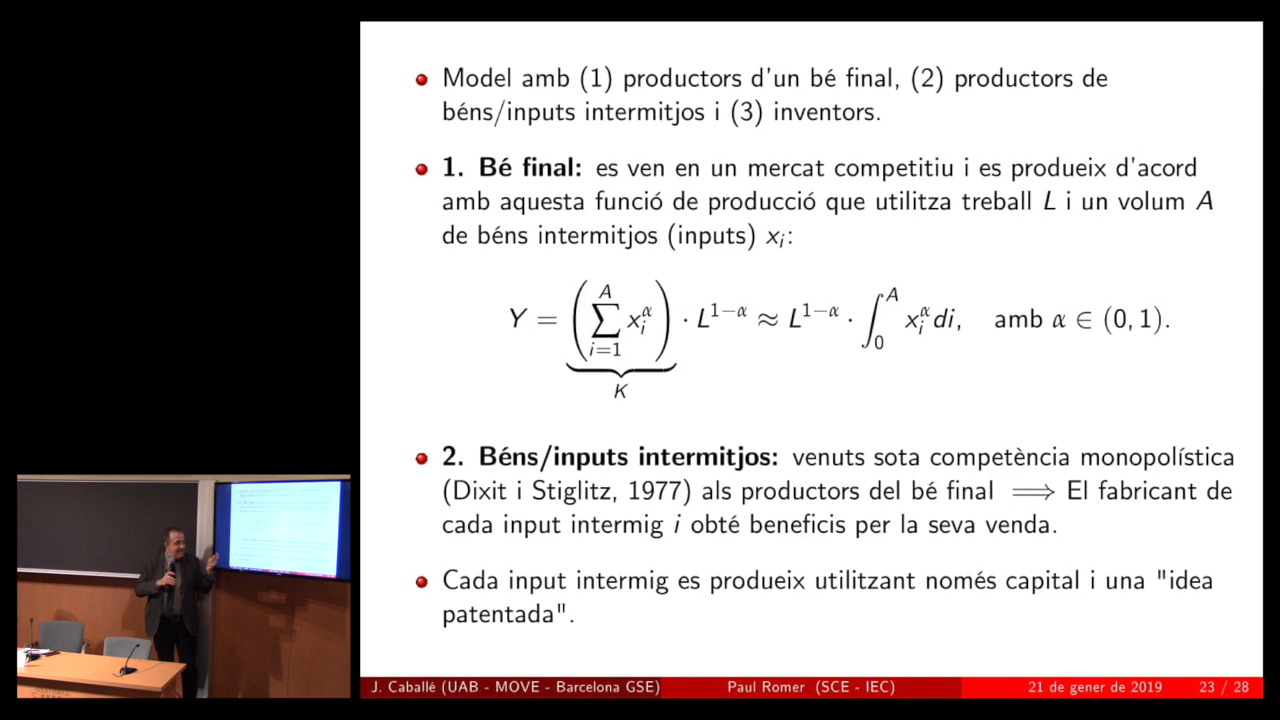 Model amb (1) productors d'un bé final, (2) productors de
béns/inputs intermitjos i (3) inventors.
1. Bé final: es ven en un mercat competitiu i es produeix d'acord
amb aquesta funció de producció que utilitza treball L i un volum A
de béns intermitjos (inputs) xᵢ:
Y = (∑_{i=1}^{A} x_i^α) · L^{1−α} ≈ L^{1−α} · ∫_0^A x_i^α di, amb α ∈ (0, 1).
K
2. Béns/inputs intermitjos: venuts sota competència monopolística
(Dixit i Stiglitz, 1977) als productors del bé final ⟹ El fabricant de
cada input intermig i obté beneficis per la seva venda.
Cada input intermig es produeix utilitzant només capital i una "idea
patentada".
J. Caballé (UAB - MOVE - Barcelona GSE) Paul Romer (SCE - IEC) 21 de gener de 2019 23 / 28